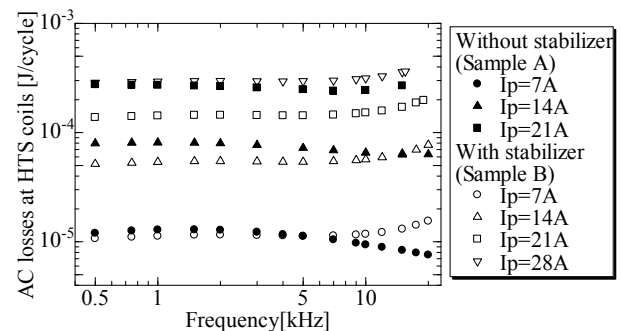 AC losses at HTS coils [J/cycle]
10-3
10-4
10-5
0.5 1 5 10
Frequency[kHz]
Without stabilizer
(Sample A)
● Ip=7A
▲ Ip=14A
■ Ip=21A
With stabilizer
(Sample B)
○ Ip=7A
△ Ip=14A
□ Ip=21A
▽ Ip=28A